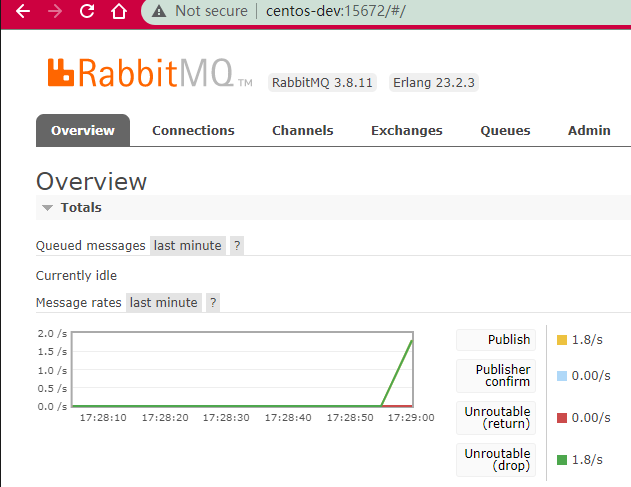 Not secure | centos-dev:15672/#/
RabbitMQ TM RabbitMQ 3.8.11 Erlang 23.2.3
Overview Connections Channels Exchanges Queues Admin
Overview
Totals
Queued messages last minute ?
Currently idle
Message rates last minute ?
2.0 /s
1.5 /s
1.0 /s
0.5 /s
0.0 /s
17:28:10 17:28:20 17:28:30 17:28:40 17:28:50 17:29:00
Publish 1.8/s
Publisher
confirm 0.00/s
Unroutable
(return) 0.00/s
Unroutable
(drop) 1.8/s